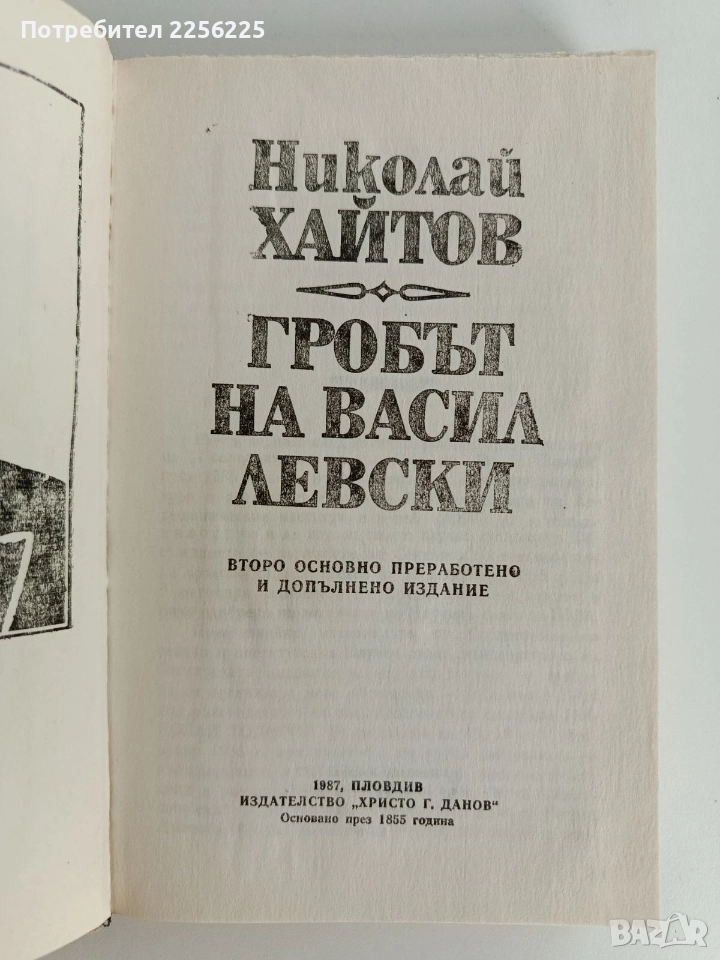 Потребител 2256225
Николай
ХАЙТОВ
ГРОБЪТ
НА ВАСИЛ
ЛЕВСКИ
ВТОРО ОСНОВНО ПРЕРАБОТЕНО
И ДОПЪЛНЕНО ИЗДАНИЕ
1987, ПЛОВДИВ
ИЗДАТЕЛСТВО „ХРИСТО Г. ДАНОВ“
Основано през 1855 година
BAZAR